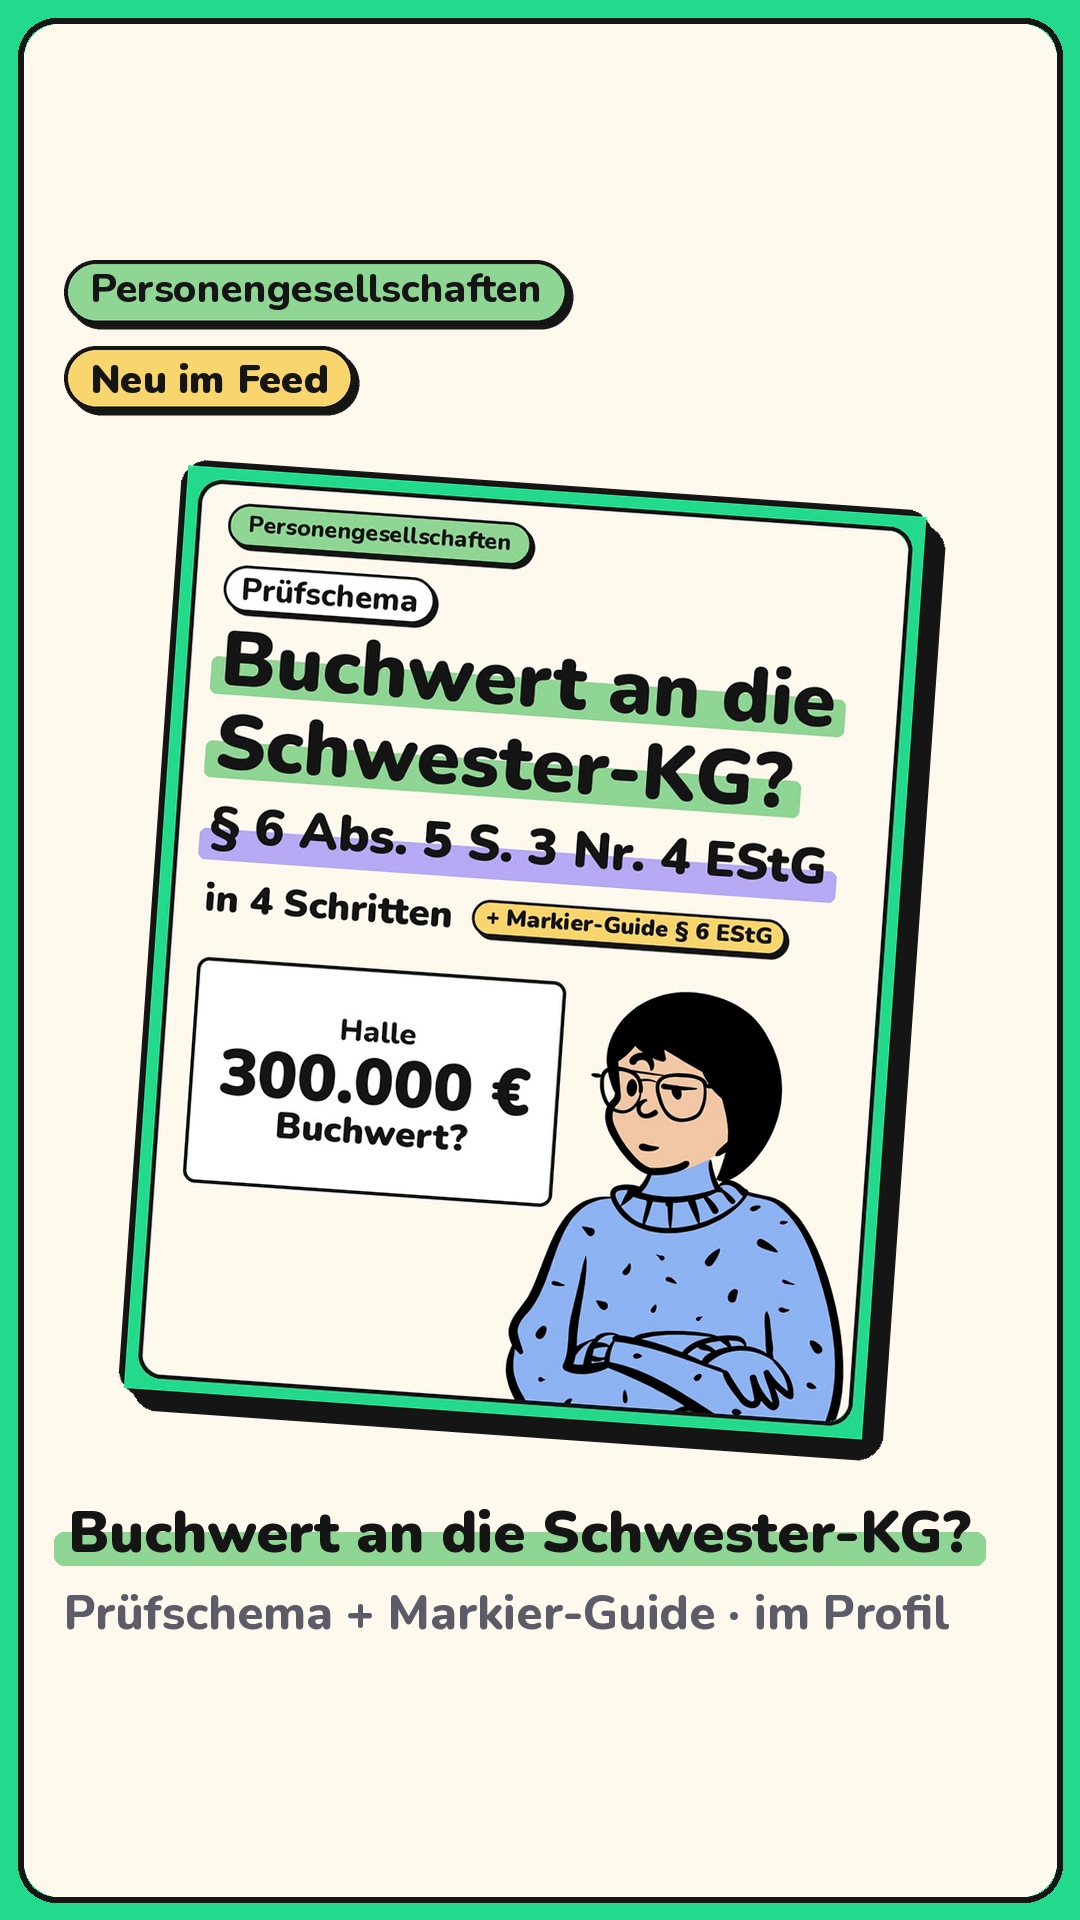 Personengesellschaften
Neu im Feed
Personengesellschaften
Prüfschema
Buchwert an die
Schwester-KG?
§ 6 Abs. 5 S. 3 Nr. 4 EStG
in 4 Schritten
+ Markier-Guide § 6 EStG
Halle
300.000 €
Buchwert?
Buchwert an die Schwester-KG?
Prüfschema + Markier-Guide · im Profil